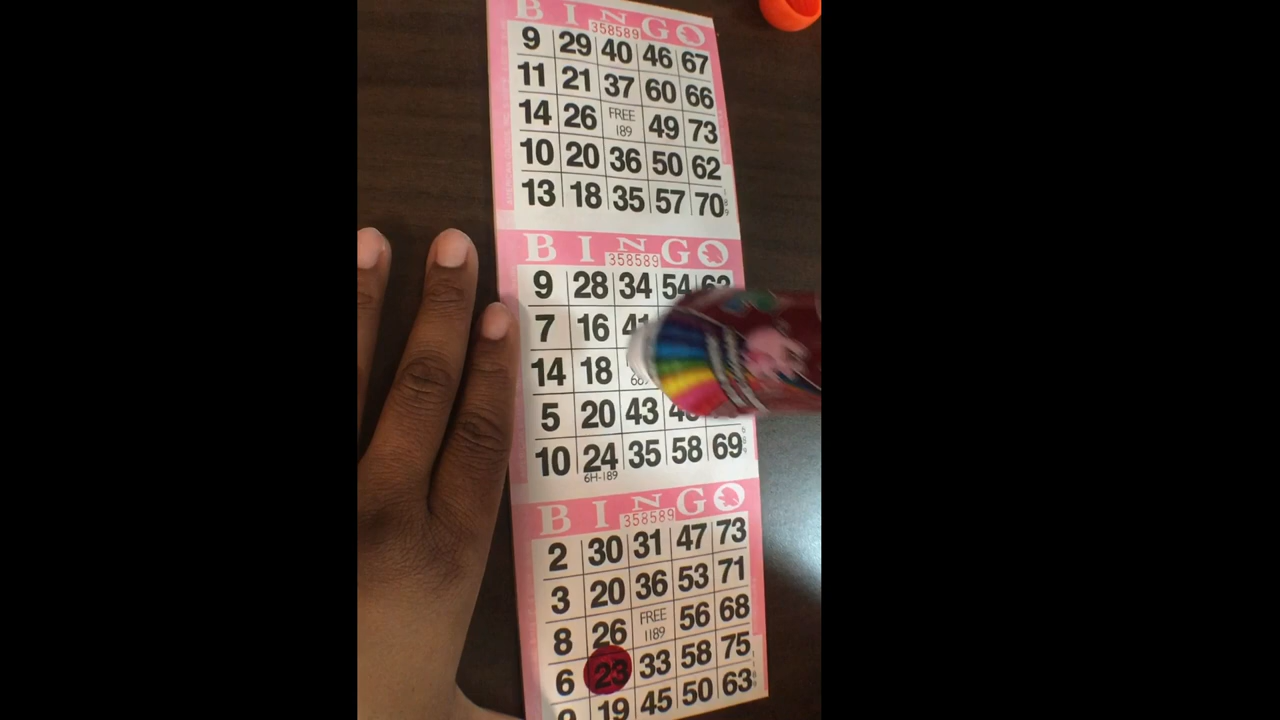 BINGO
358589
9 29 40 46 67
11 21 37 60 66
14 26 FREE 189 49 73
10 20 36 50 62
13 18 35 57 70
BINGO
358589
9 28 34 54
7 16 41
14 18
5 20 43
10 24 35 58 69
6H-189
BINGO
358589
2 30 31 47 73
3 20 36 53 71
8 26 FREE 1189 56 68
6 23 33 58 75
19 45 50 63